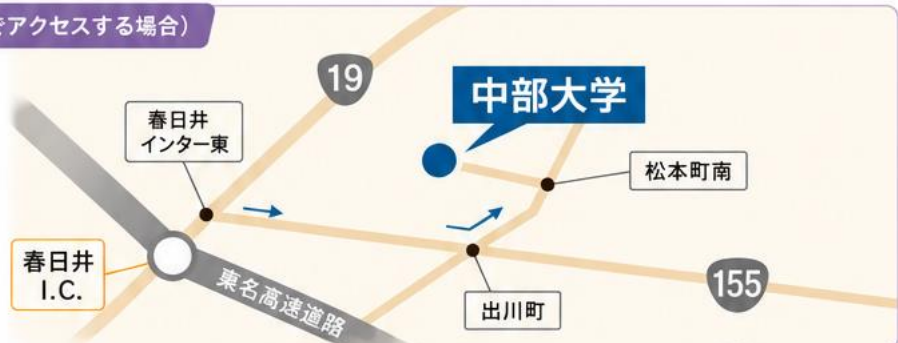 でアクセスする場合）
19
中部大学
春日井
インター東
松本町南
春日井
I.C.
東名高速道路
155
出川町